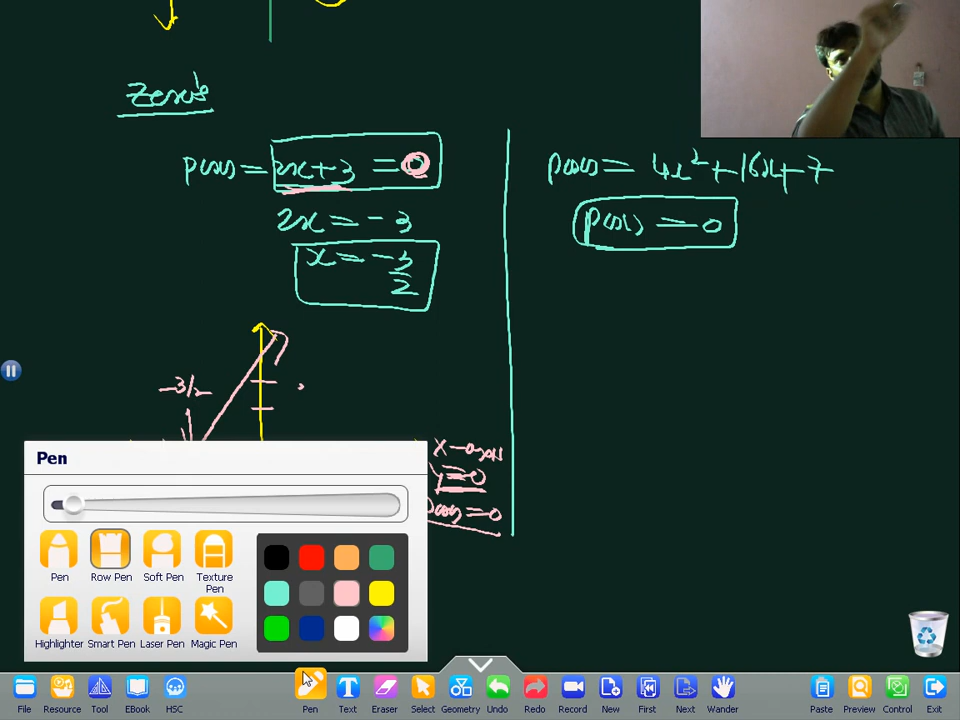 Zero's
p(x) = 2x+3 = 0
2x = -3
x = -3/2
-3/2
X-axis
y=0
p(x)=0
p(x) = 4x²+16x+7
p(x) = 0
Pen
Pen
Row Pen
Soft Pen
Texture Pen
Highlighter
Smart Pen
Laser Pen
Magic Pen
File
Resource
Tool
EBook
HSC
Pen
Text
Eraser
Select
Geometry
Undo
Redo
Record
New
First
Next
Wander
Paste
Preview
Control
Exit